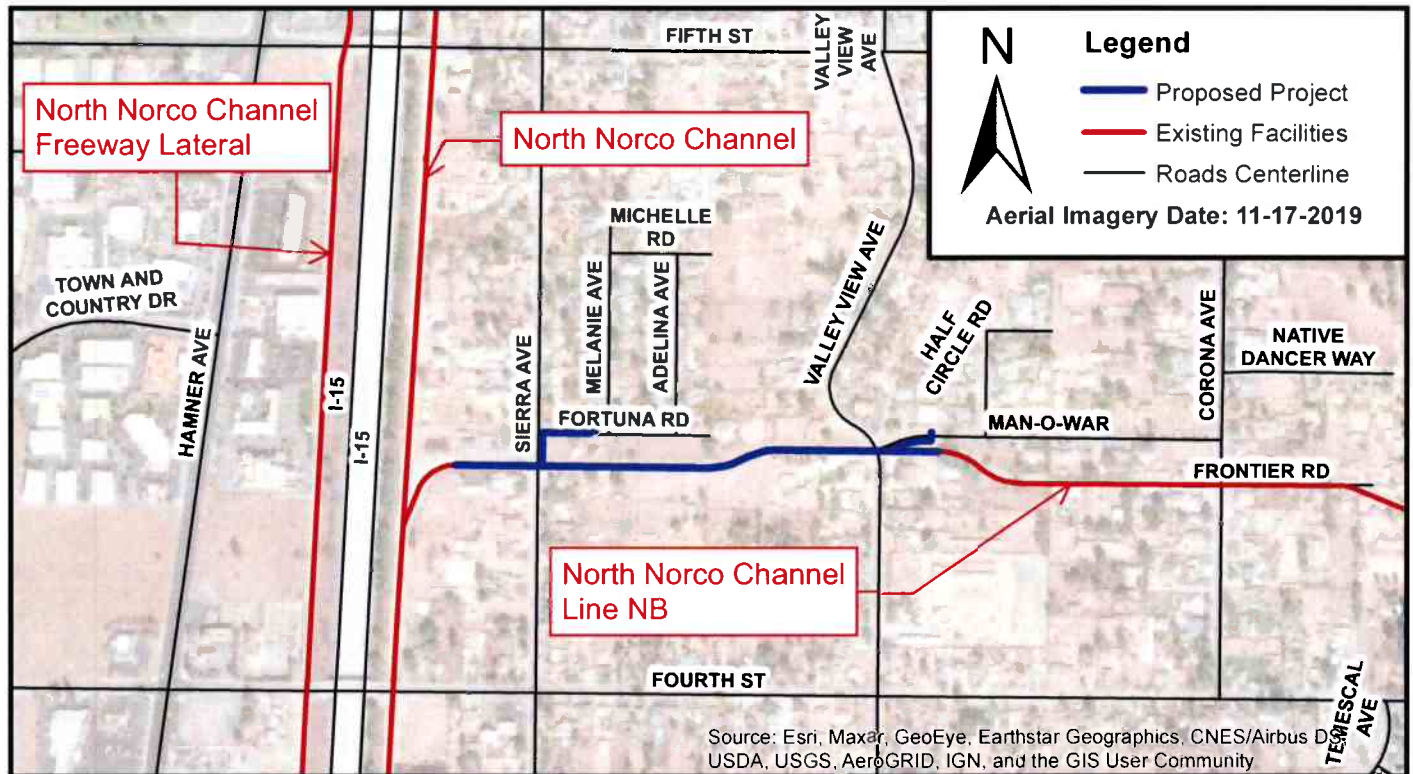 FIFTH ST
VALLEY
VIEW
AVE
N
Legend
Proposed Project
Existing Facilities
Roads Centerline
Aerial Imagery Date: 11-17-2019
North Norco Channel
Freeway Lateral
North Norco Channel
MICHELLE
RD
TOWN AND
COUNTRY DR
HAMNER AVE
I-15
I-15
SIERRA AVE
MELANIE AVE
ADELINA AVE
FORTUNA RD
VALLEY VIEW AVE
HALF
CIRCLE RD
MAN-O-WAR
CORONA AVE
NATIVE
DANCER WAY
FRONTIER RD
North Norco Channel
Line NB
FOURTH ST
TEMESCAL
AVE
Source: Esri, Maxar, GeoEye, Earthstar Geographics, CNES/Airbus
USDA, USGS, AeroGRID, IGN, and the GIS User Community